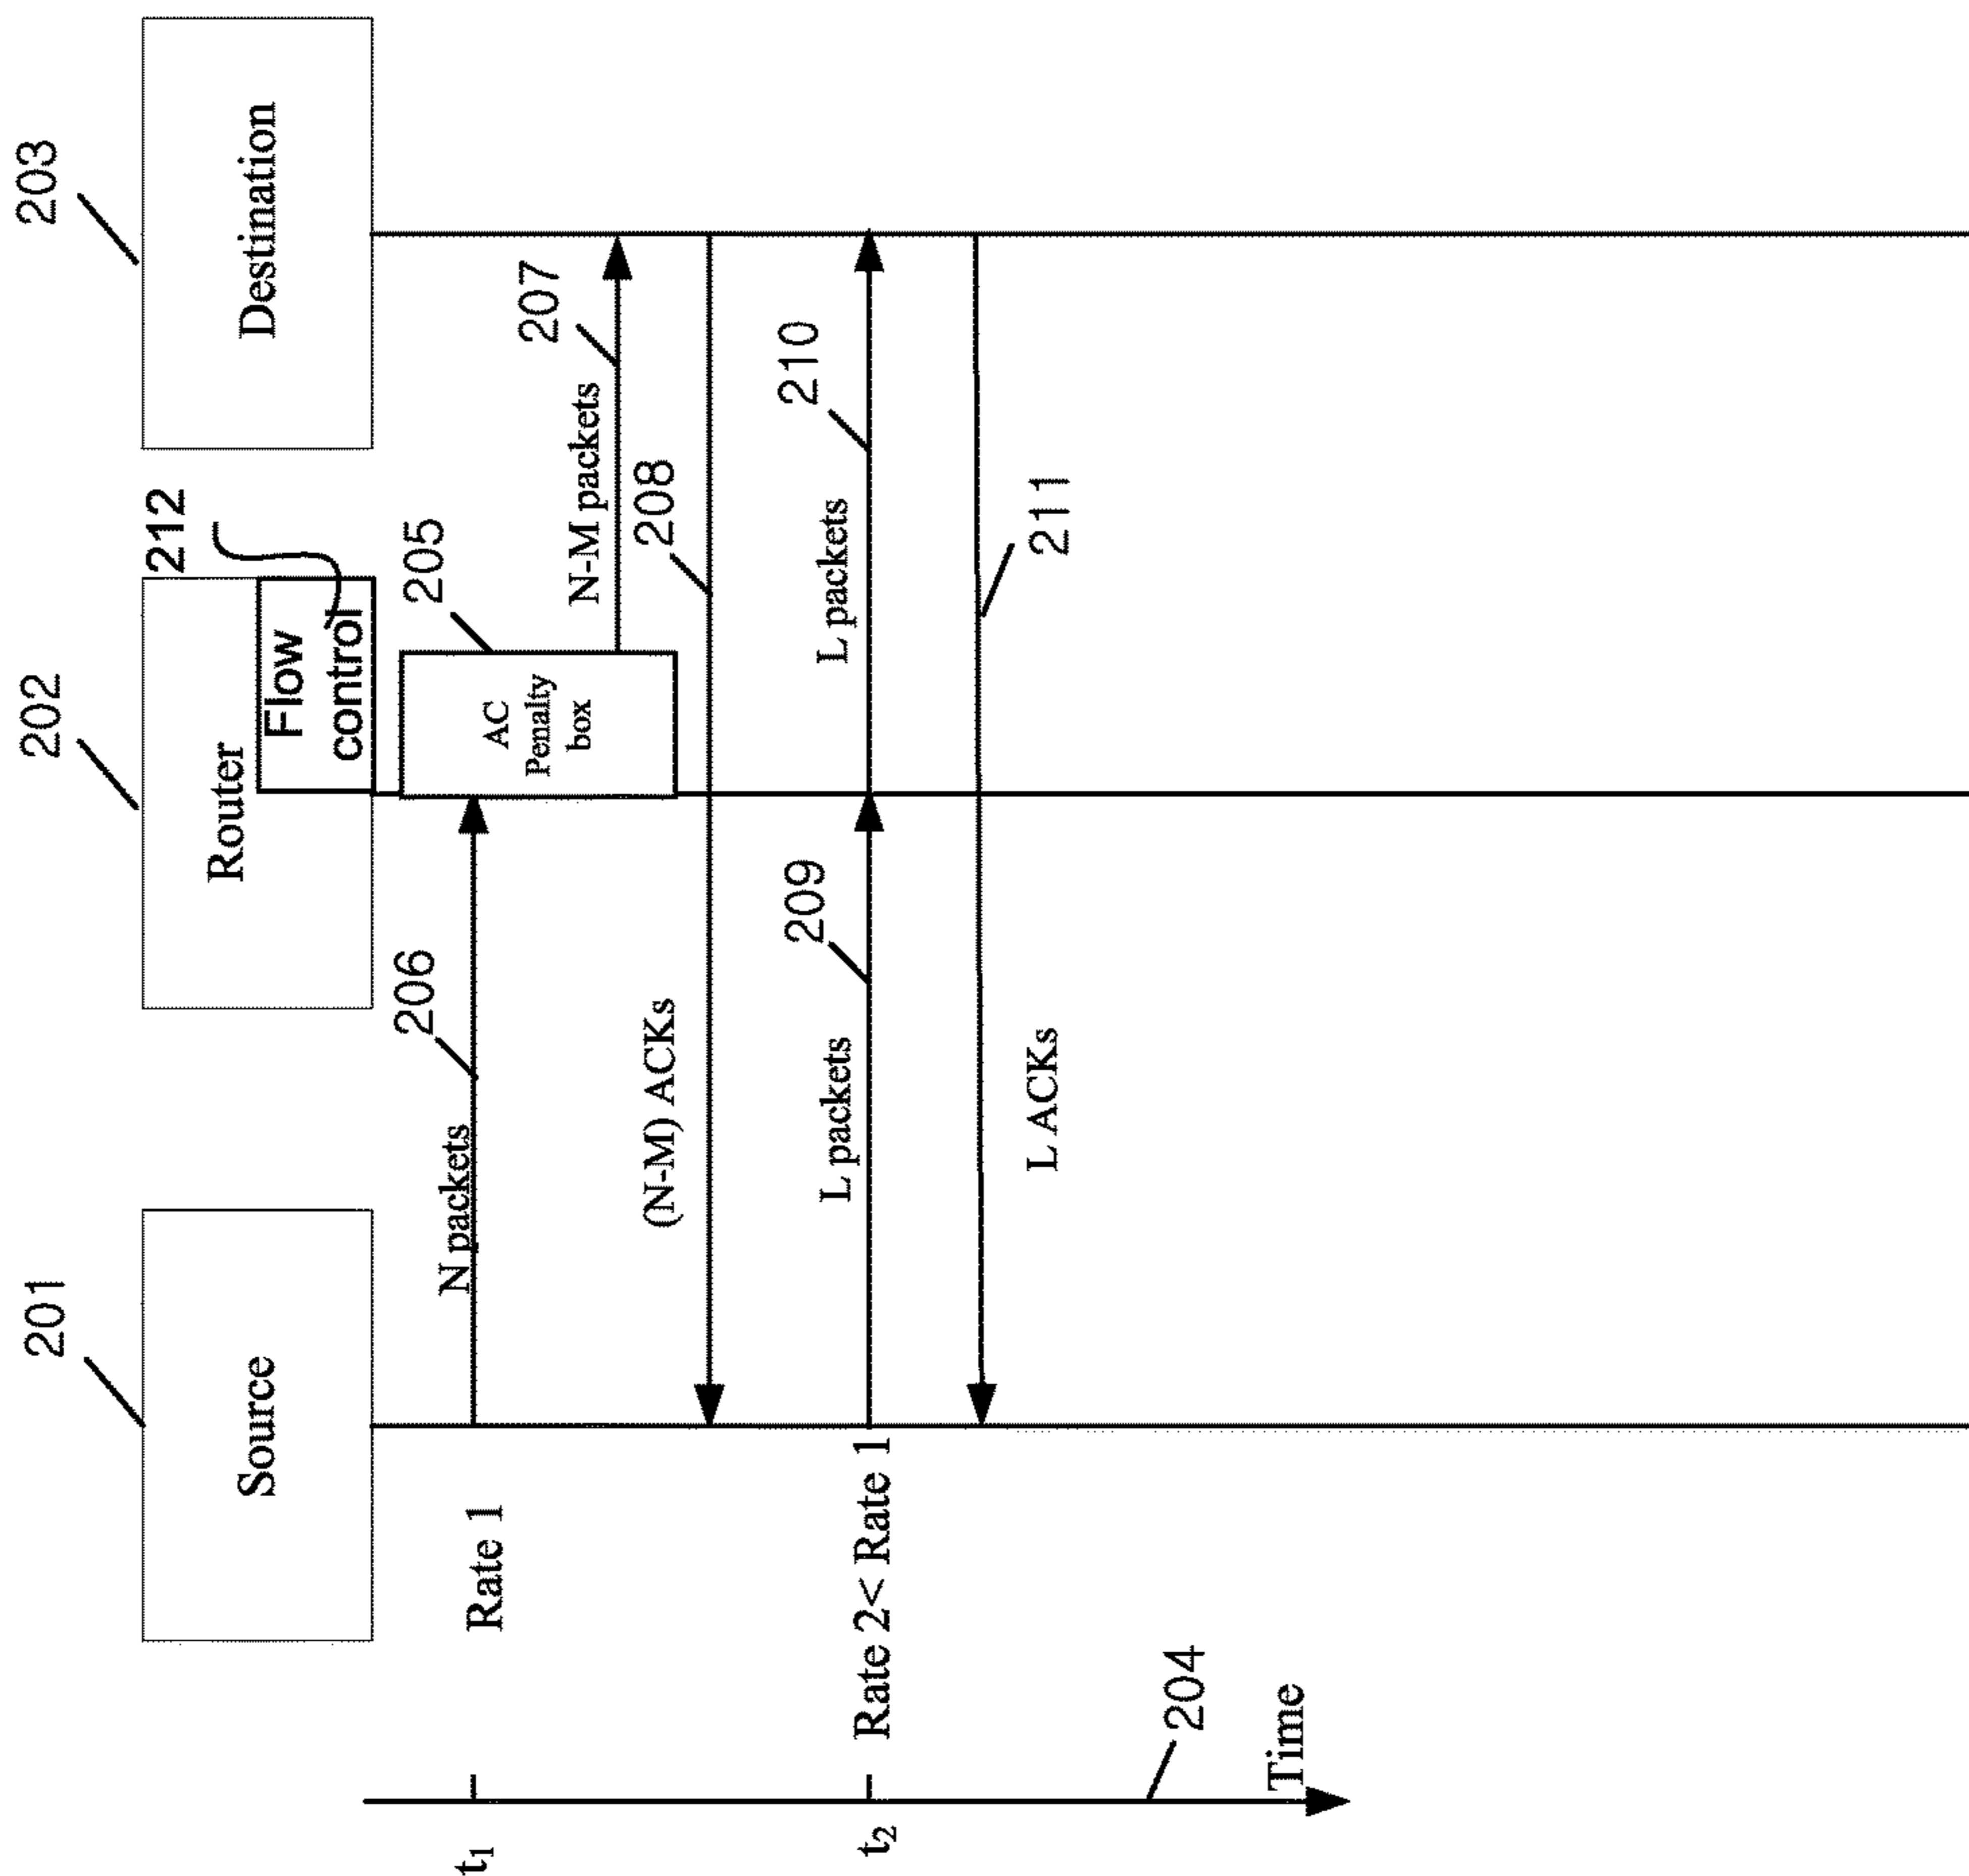 201
202
203
Source
Router
Destination
212
Flow
control
205
AC
Penalty
box
t1
Rate 1
N packets
206
N-M packets
207
(N-M) ACKs
208
t2
Rate 2< Rate 1
L packets
209
L packets
210
L ACKs
211
204
Time